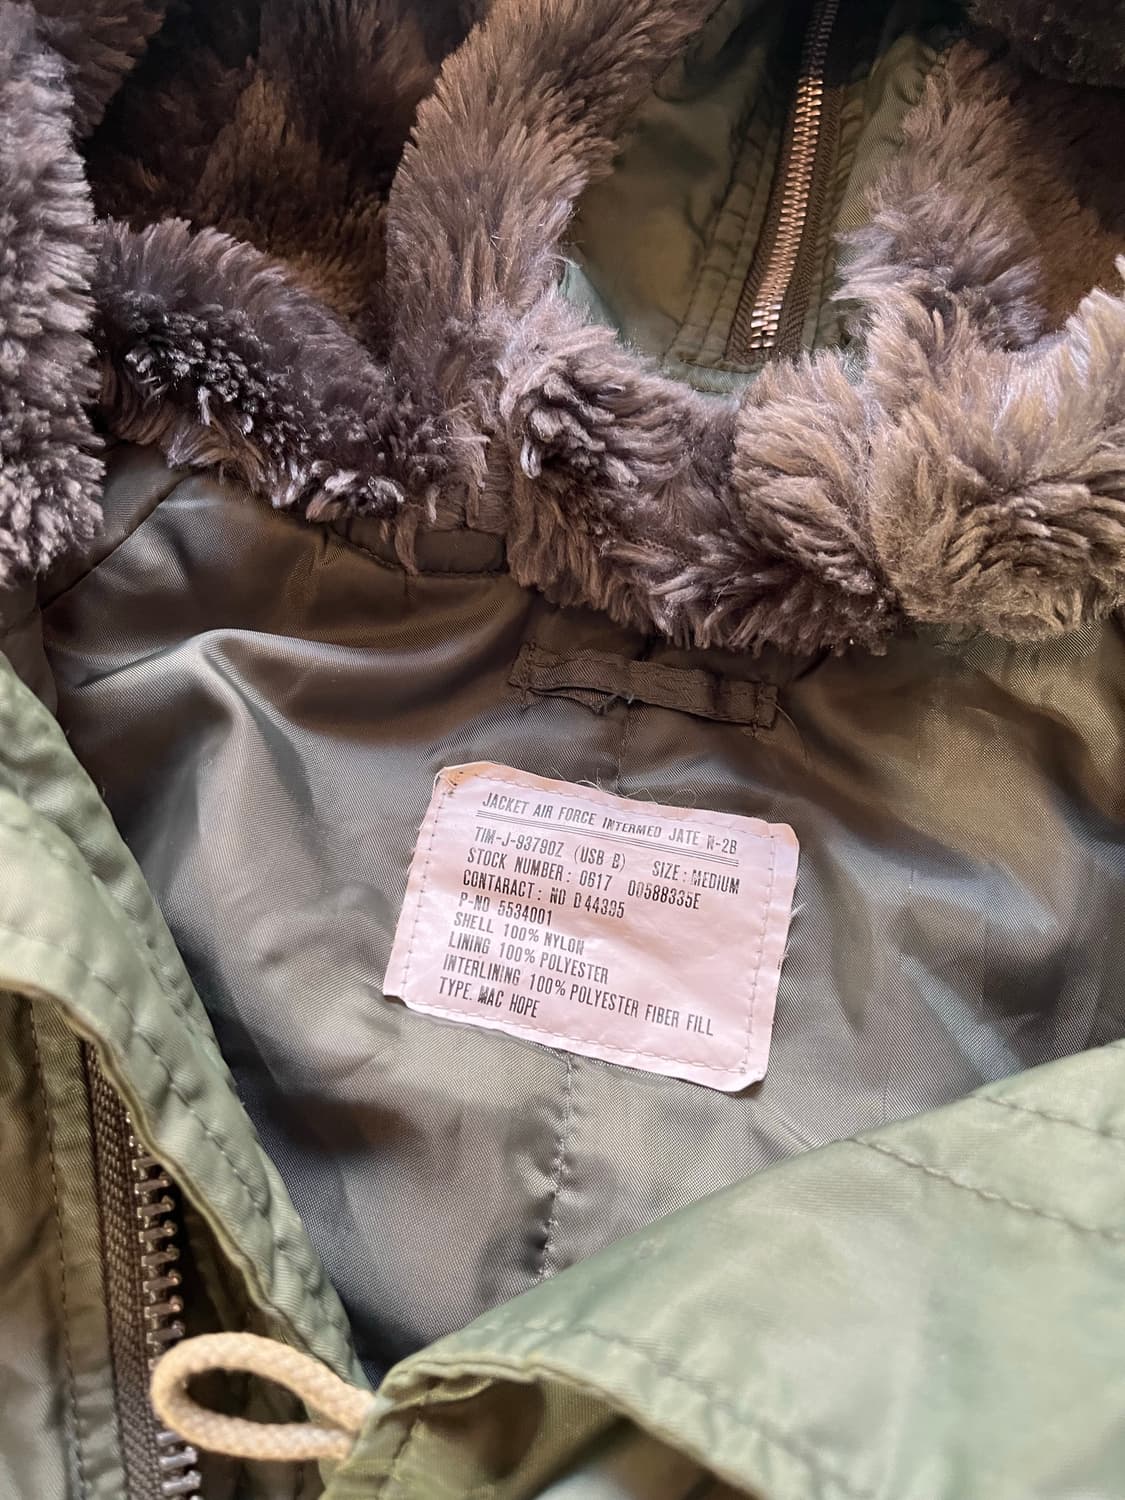 JACKET AIR FORCE INTERMED JATE N-2B
TIM-J-93790Z (USB B) SIZE: MEDIUM
STOCK NUMBER: 0617 00588335E
CONTARACT: NO D44395
P-NO 5534001
SHELL 100% NYLON
LINING 100% POLYESTER
INTERLINING 100% POLYESTER FIBER FILL
TYPE. MAC HOPE